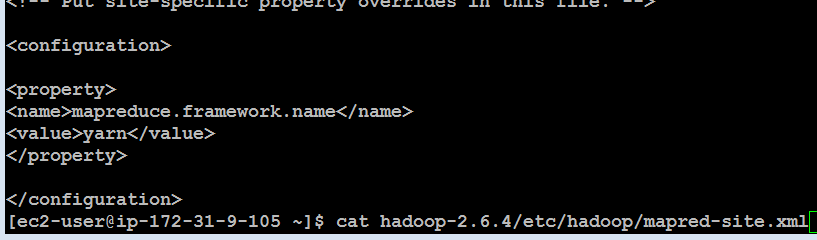 <!-- Put site-specific property overrides in this file. -->
<configuration>
<property>
<name>mapreduce.framework.name</name>
<value>yarn</value>
</property>
</configuration>
[ec2-user@ip-172-31-9-105 ~]$ cat hadoop-2.6.4/etc/hadoop/mapred-site.xml